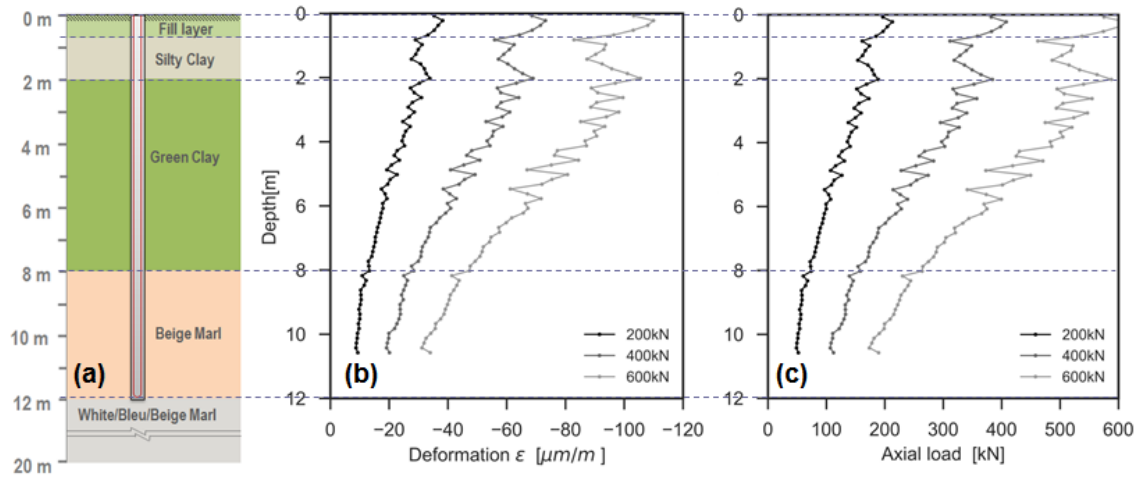 0 m
Fill layer
Silty Clay
2 m
4 m
Green Clay
6 m
8 m
10 m
Beige Marl
(a)
12 m
White/Bleu/Beige Marl
20 m
0
2
4
6
8
10
12
Depth[m]
200kN
400kN
600kN
(b)
0
−20
−40
−60
−80
−100
−120
Deformation ε [μm/m ]
0
2
4
6
8
10
12
200kN
400kN
600kN
(c)
0
100
200
300
400
500
600
Axial load [kN]